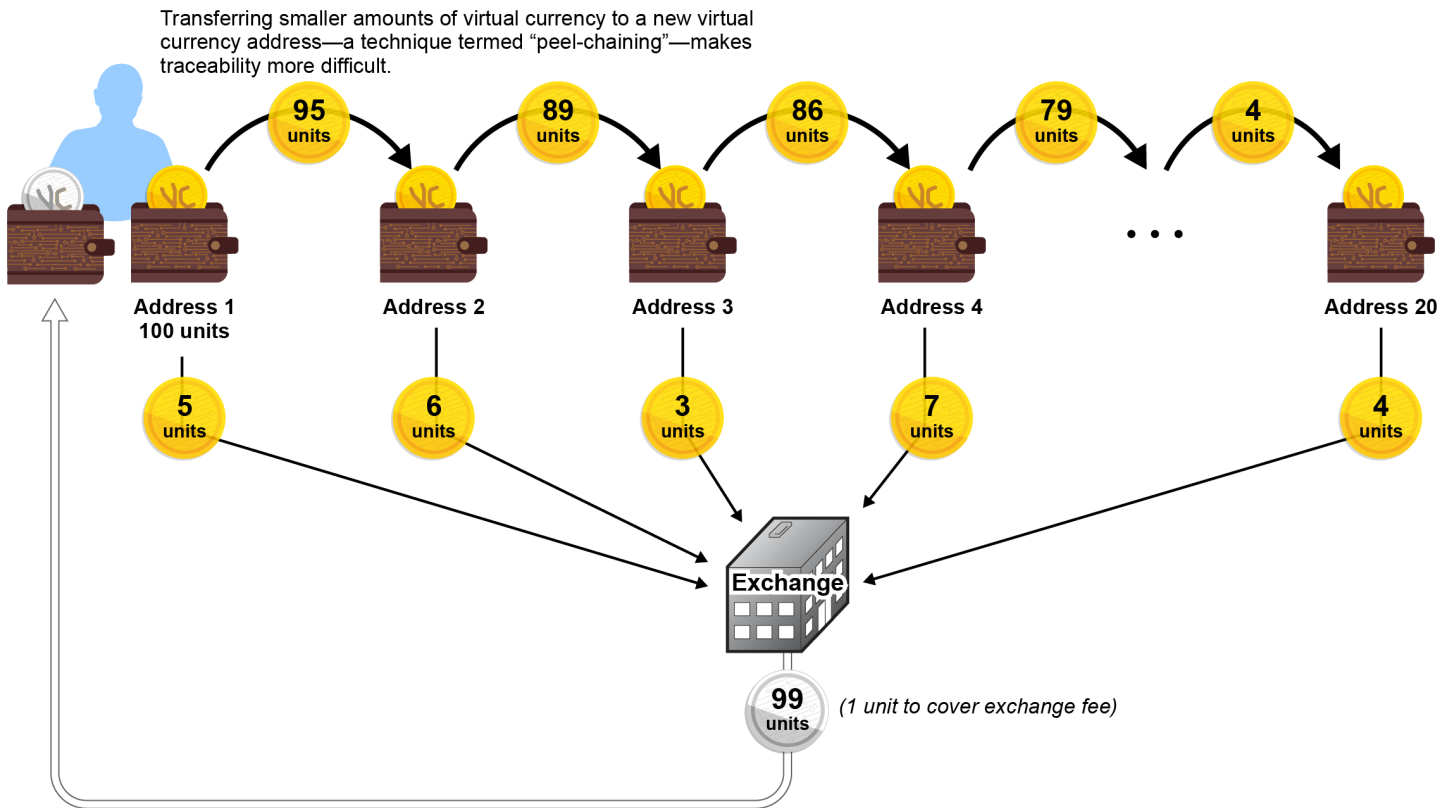 Transferring smaller amounts of virtual currency to a new virtual
currency address—a technique termed “peel-chaining”—makes
traceability more difficult.
95
units
89
units
86
units
79
units
4
units
VC
VC
VC
VC
VC
VC
Address 1
100 units
Address 2
Address 3
Address 4
. . .
Address 20
5
units
6
units
3
units
7
units
4
units
Exchange
99
units
(1 unit to cover exchange fee)